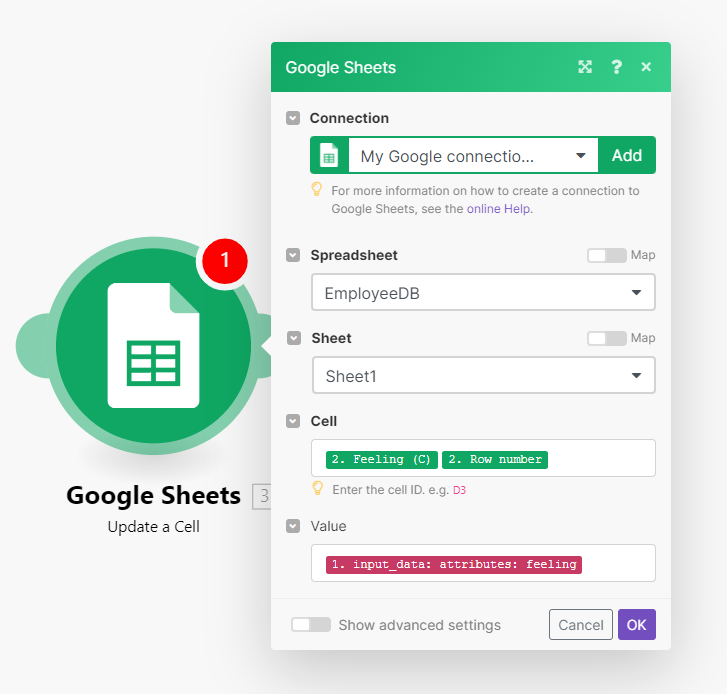 Google Sheets
?
×
Connection
My Google connectio...
Add
For more information on how to create a connection to
Google Sheets, see the online Help.
1
Spreadsheet
Map
EmployeeDB
Sheet
Map
Sheet1
Cell
2. Feeling (C) 2. Row number
Enter the cell ID. e.g. D3
Google Sheets 3
Update a Cell
Value
1. input_data: attributes: feeling
Show advanced settings
Cancel
OK